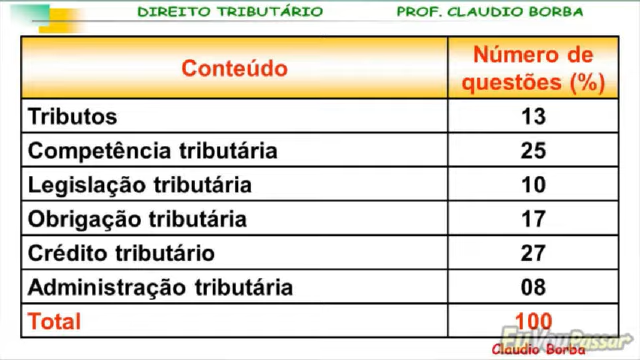 DIREITO TRIBUTÁRIO PROF. CLAUDIO BORBA
Conteúdo Número de questões (%)
Tributos 13
Competência tributária 25
Legislação tributária 10
Obrigação tributária 17
Crédito tributário 27
Administração tributária 08
Total 100
EuVouPassar
Claudio Borba